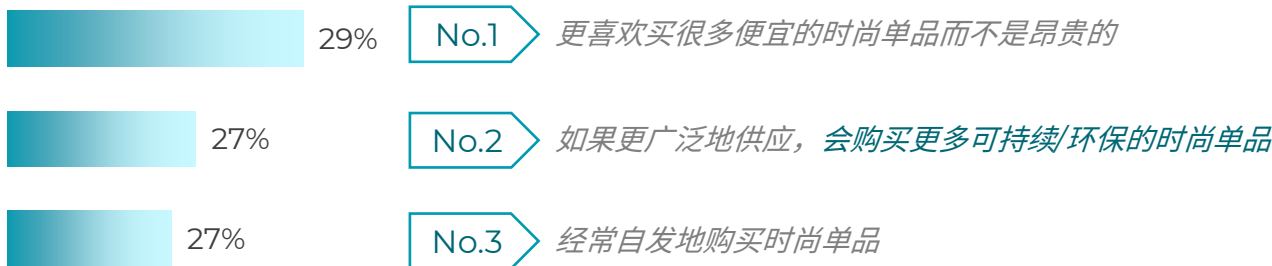 29% No.1 更喜欢买很多便宜的时尚单品而不是昂贵的
27% No.2 如果更广泛地供应，会购买更多可持续/环保的时尚单品
27% No.3 经常自发地购买时尚单品